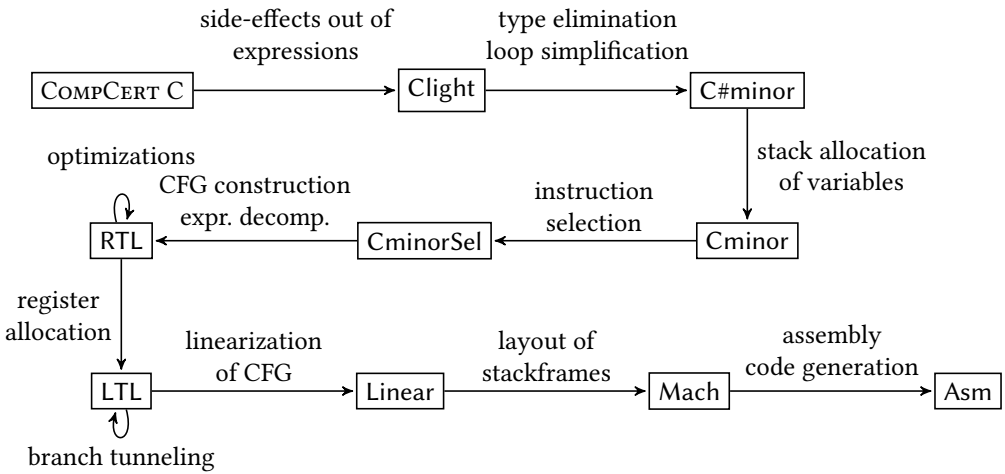 side-effects out of
expressions
type elimination
loop simplification
COMPCERT C
Clight
C#minor
stack allocation
of variables
optimizations
CFG construction
expr. decomp.
instruction
selection
RTL
CminorSel
Cminor
register
allocation
linearization
of CFG
layout of
stackframes
assembly
code generation
LTL
Linear
Mach
Asm
branch tunneling